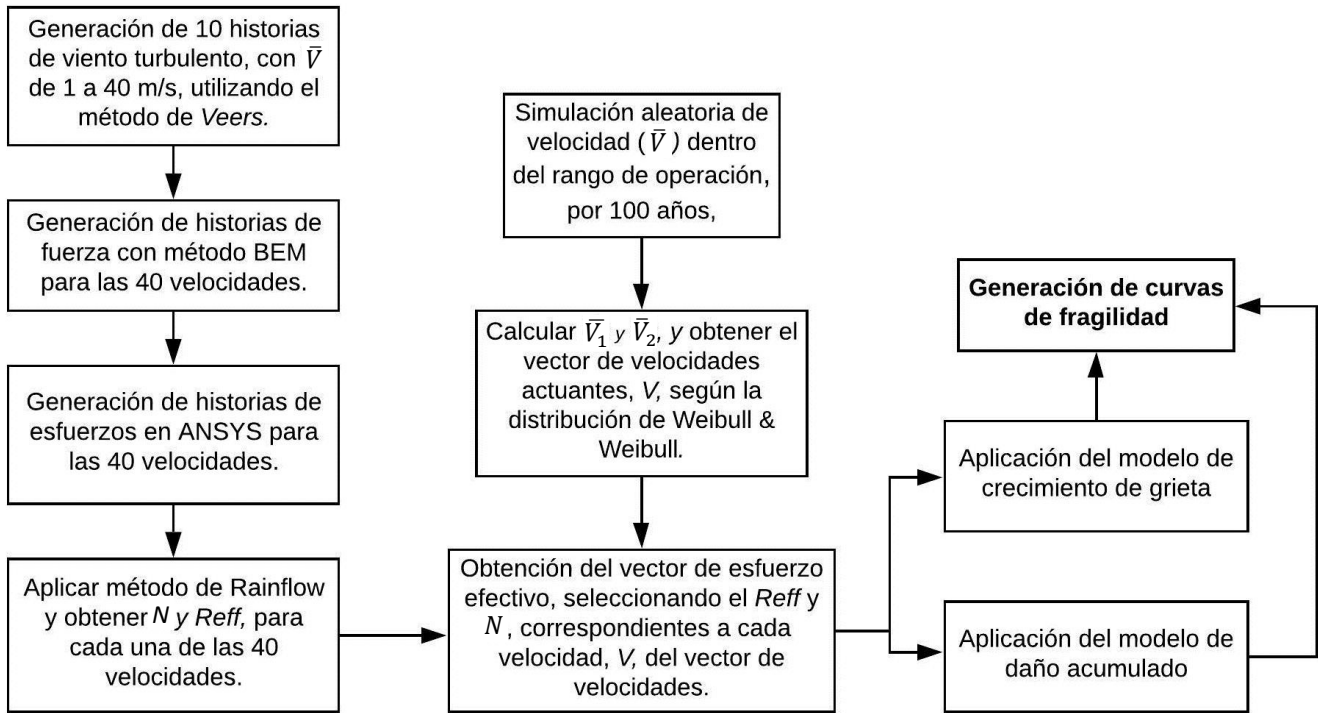 Generación de 10 historias
de viento turbulento, con V̄
de 1 a 40 m/s, utilizando el
método de Veers.
Generación de historias de
fuerza con método BEM
para las 40 velocidades.
Generación de historias de
esfuerzos en ANSYS para
las 40 velocidades.
Aplicar método de Rainflow
y obtener N y Reff, para
cada una de las 40
velocidades.
Simulación aleatoria de
velocidad ( V̄ ) dentro
del rango de operación,
por 100 años,
Calcular V̄₁ y V̄₂, y obtener el
vector de velocidades
actuantes, V, según la
distribución de Weibull &
Weibull.
Obtención del vector de esfuerzo
efectivo, seleccionando el Reff y
N , correspondientes a cada
velocidad, V, del vector de
velocidades.
Generación de curvas
de fragilidad
Aplicación del modelo de
crecimiento de grieta
Aplicación del modelo de
daño acumulado